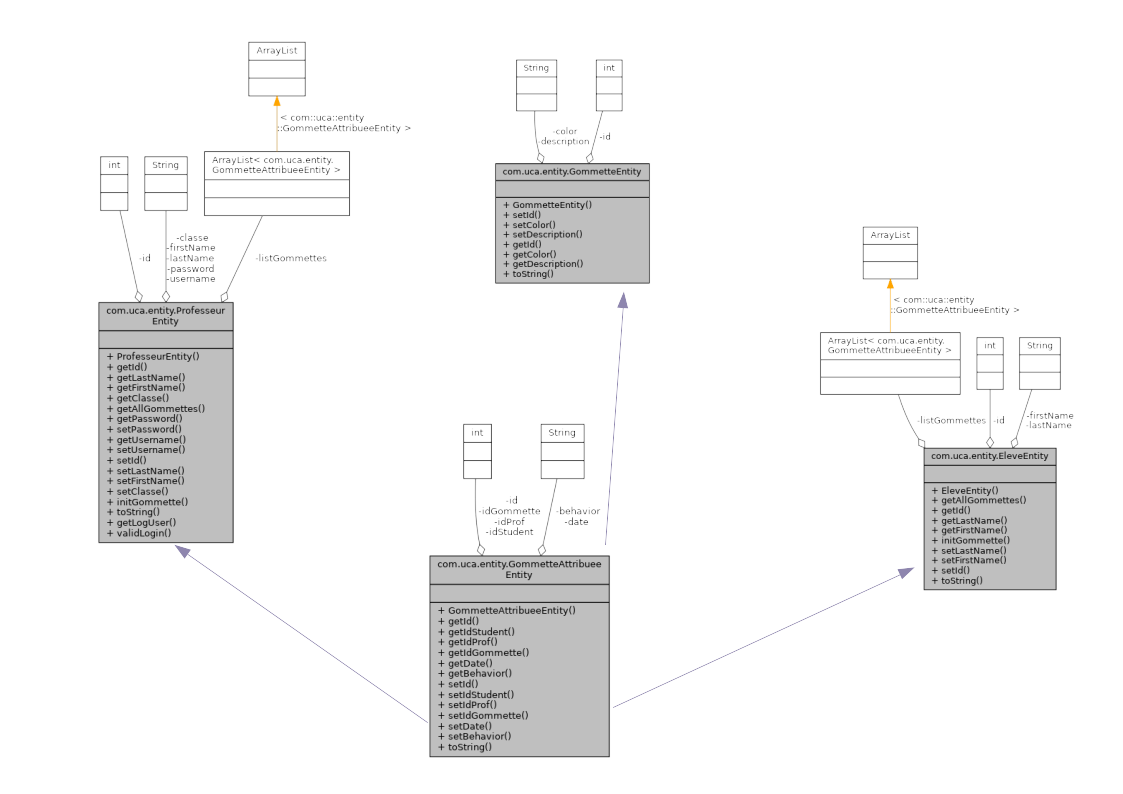 ArrayList
< com::uca::entity
::GommetteAttribueeEntity >
int
String
ArrayList< com.uca.entity.
GommetteAttribueeEntity >
-id
-classe
-firstName
-lastName
-password
-username
-listGommettes
com.uca.entity.Professeur
Entity
+ ProfesseurEntity()
+ getId()
+ getLastName()
+ getFirstName()
+ getClasse()
+ getAllGommettes()
+ getPassword()
+ setPassword()
+ getUsername()
+ setUsername()
+ setId()
+ setLastName()
+ setFirstName()
+ setClasse()
+ initGommette()
+ toString()
+ getLogUser()
+ validLogin()
String
int
-color
-description
-id
com.uca.entity.GommetteEntity
+ GommetteEntity()
+ setId()
+ setColor()
+ setDescription()
+ getId()
+ getColor()
+ getDescription()
+ toString()
int
String
-id
-idGommette
-idProf
-idStudent
-behavior
-date
com.uca.entity.GommetteAttribuee
Entity
+ GommetteAttribueeEntity()
+ getId()
+ getIdStudent()
+ getIdProf()
+ getIdGommette()
+ getDate()
+ getBehavior()
+ setId()
+ setIdStudent()
+ setIdProf()
+ setIdGommette()
+ setDate()
+ setBehavior()
+ toString()
ArrayList
< com::uca::entity
::GommetteAttribueeEntity >
ArrayList< com.uca.entity.
GommetteAttribueeEntity >
int
String
-listGommettes
-id
-firstName
-lastName
com.uca.entity.EleveEntity
+ EleveEntity()
+ getAllGommettes()
+ getId()
+ getLastName()
+ getFirstName()
+ initGommette()
+ setLastName()
+ setFirstName()
+ setId()
+ toString()